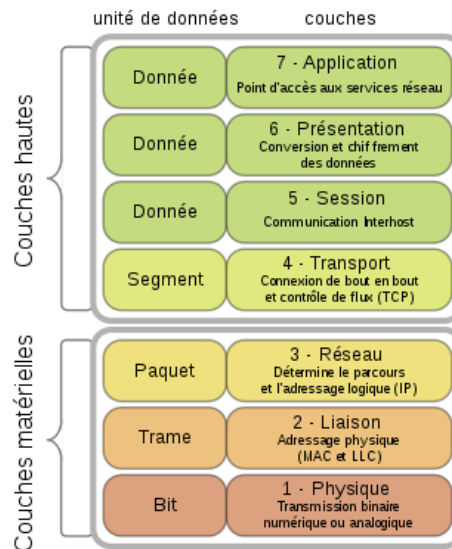 unité de données
couches
Couches hautes
Donnée
7 - Application
Point d'accès aux services réseau
Donnée
6 - Présentation
Conversion et chiffrement
des données
Donnée
5 - Session
Communication Interhost
Segment
4 - Transport
Connexion de bout en bout
et contrôle de flux (TCP)
Couches matérielles
Paquet
3 - Réseau
Détermine le parcours
et l'adressage logique (IP)
Trame
2 - Liaison
Adressage physique
(MAC et LLC)
Bit
1 - Physique
Transmission binaire
numérique ou analogique